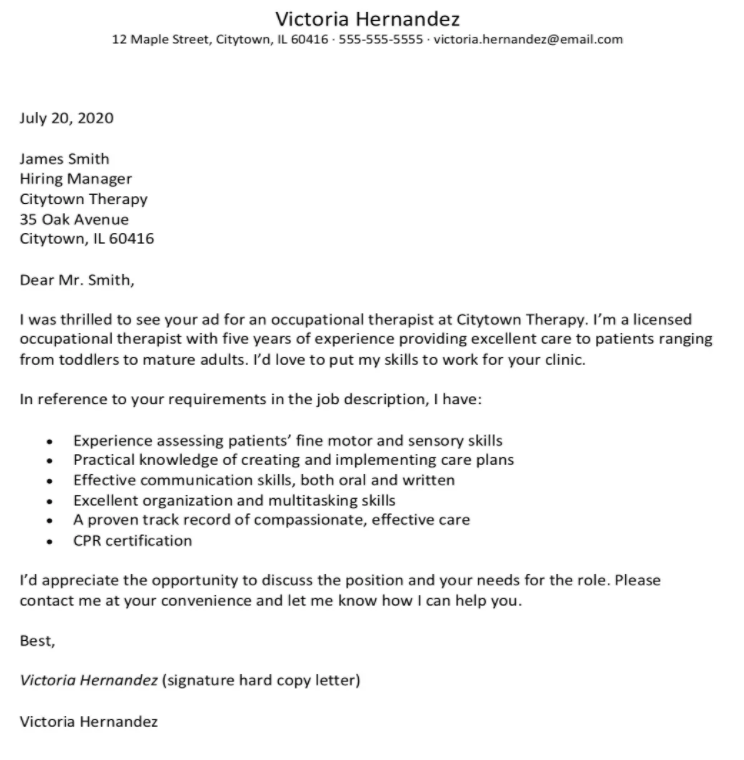 Victoria Hernandez
12 Maple Street, Citytown, IL 60416 · 555-555-5555 · victoria.hernandez@email.com
July 20, 2020
James Smith
Hiring Manager
Citytown Therapy
35 Oak Avenue
Citytown, IL 60416
Dear Mr. Smith,
I was thrilled to see your ad for an occupational therapist at Citytown Therapy. I’m a licensed
occupational therapist with five years of experience providing excellent care to patients ranging
from toddlers to mature adults. I’d love to put my skills to work for your clinic.
In reference to your requirements in the job description, I have:
• Experience assessing patients’ fine motor and sensory skills
• Practical knowledge of creating and implementing care plans
• Effective communication skills, both oral and written
• Excellent organization and multitasking skills
• A proven track record of compassionate, effective care
• CPR certification
I’d appreciate the opportunity to discuss the position and your needs for the role. Please
contact me at your convenience and let me know how I can help you.
Best,
Victoria Hernandez (signature hard copy letter)
Victoria Hernandez